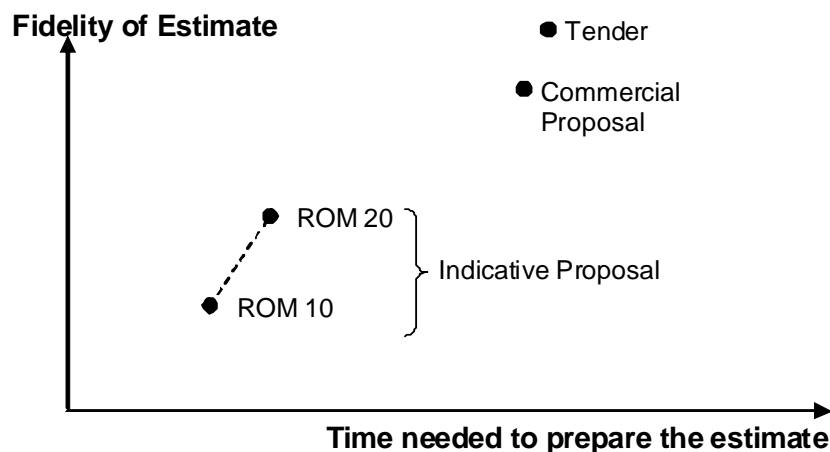 Fidelity of Estimate
Tender
Commercial
Proposal
ROM 20
Indicative Proposal
ROM 10
Time needed to prepare the estimate